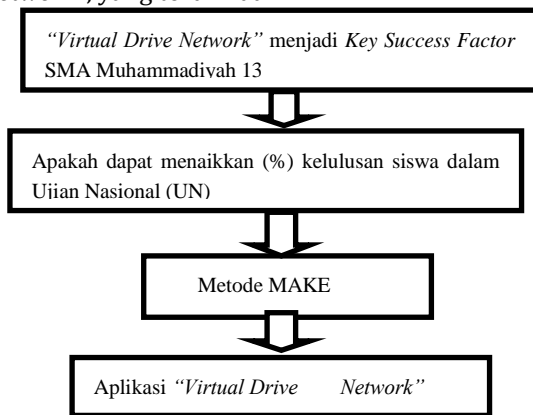 "Virtual Drive Network" menjadi Key Success Factor
SMA Muhammadiyah 13
Apakah dapat menaikkan (%) kelulusan siswa dalam
Ujian Nasional (UN)
Metode MAKE
Aplikasi "Virtual Drive Network"